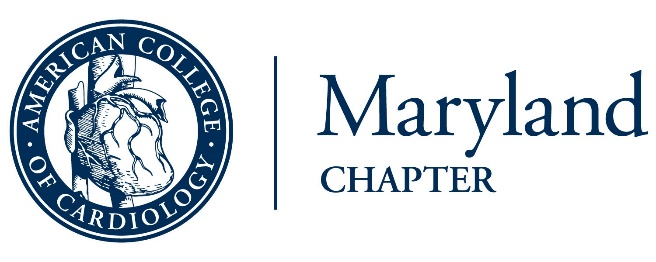 · AMERICAN COLLEGE ·
OF CARDIOLOGY
Maryland
CHAPTER